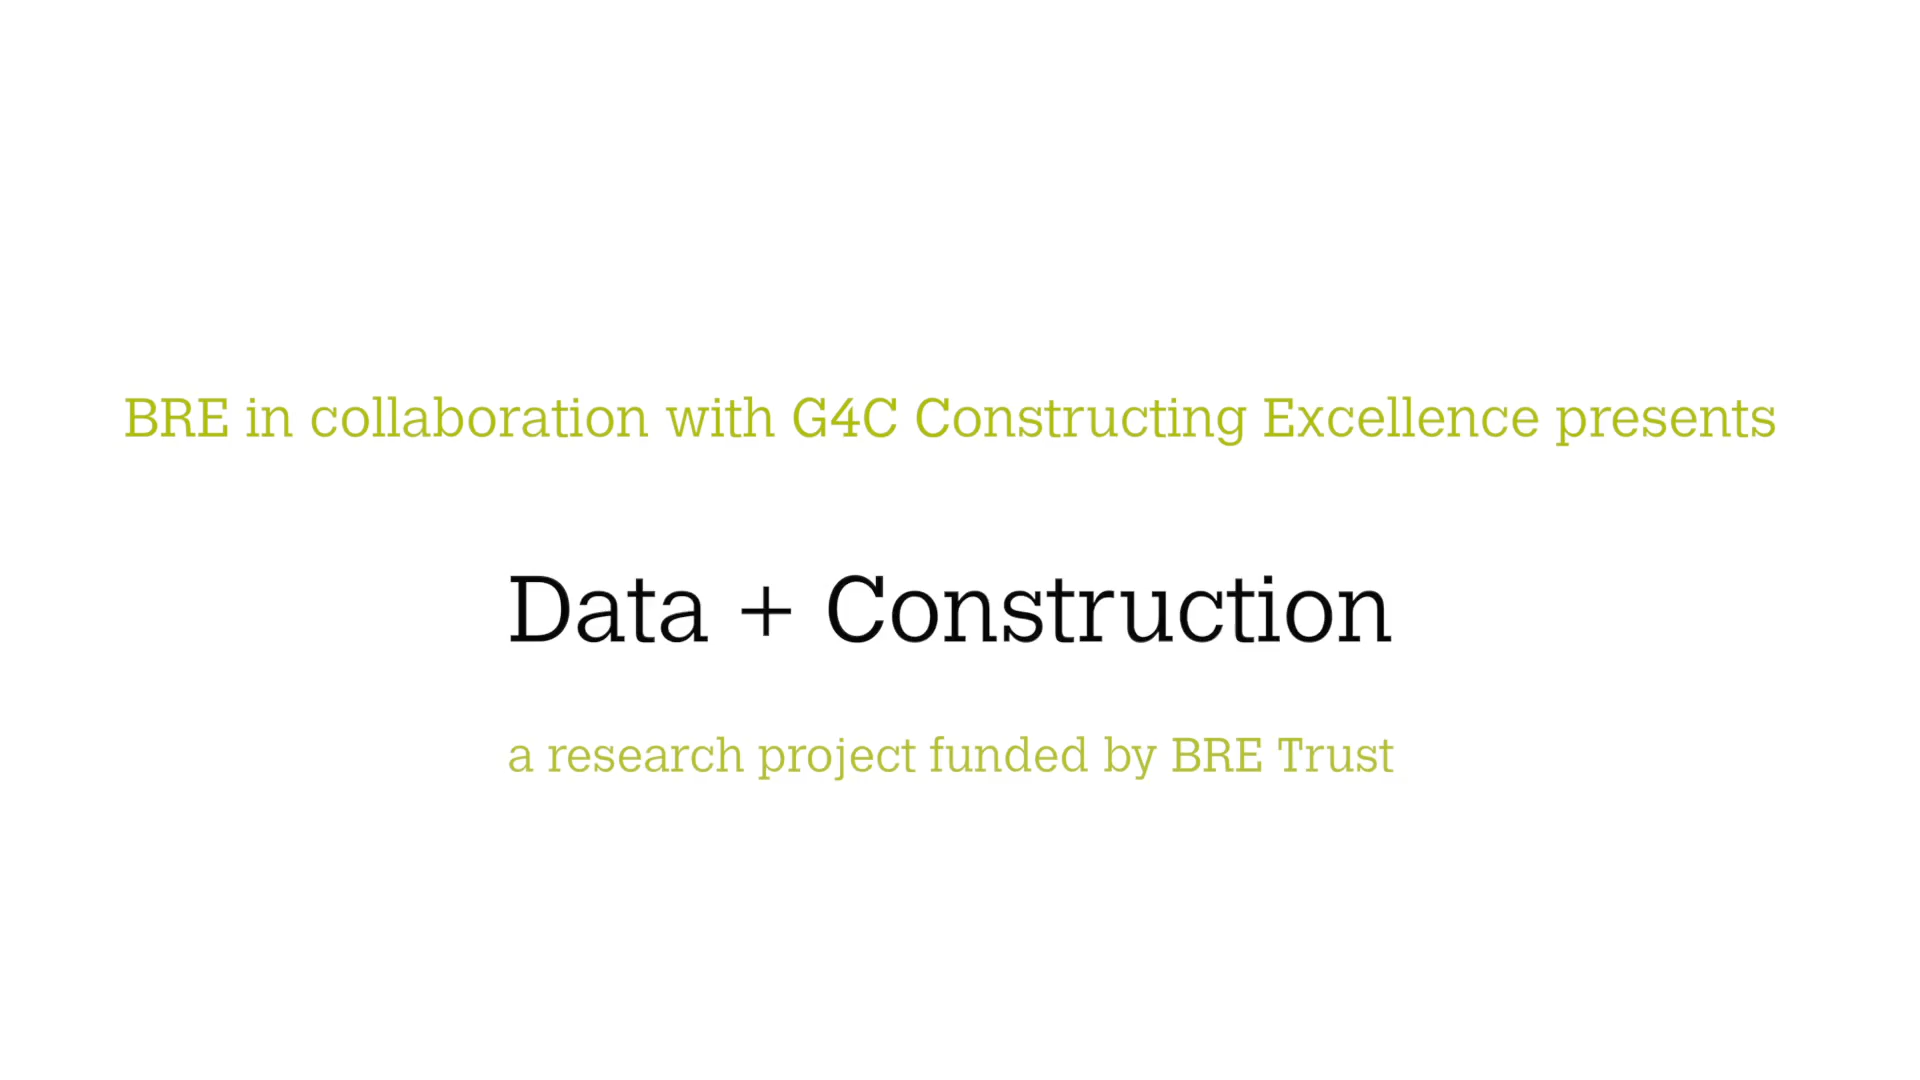 BRE in collaboration with G4C Constructing Excellence presents
Data + Construction
a research project funded by BRE Trust